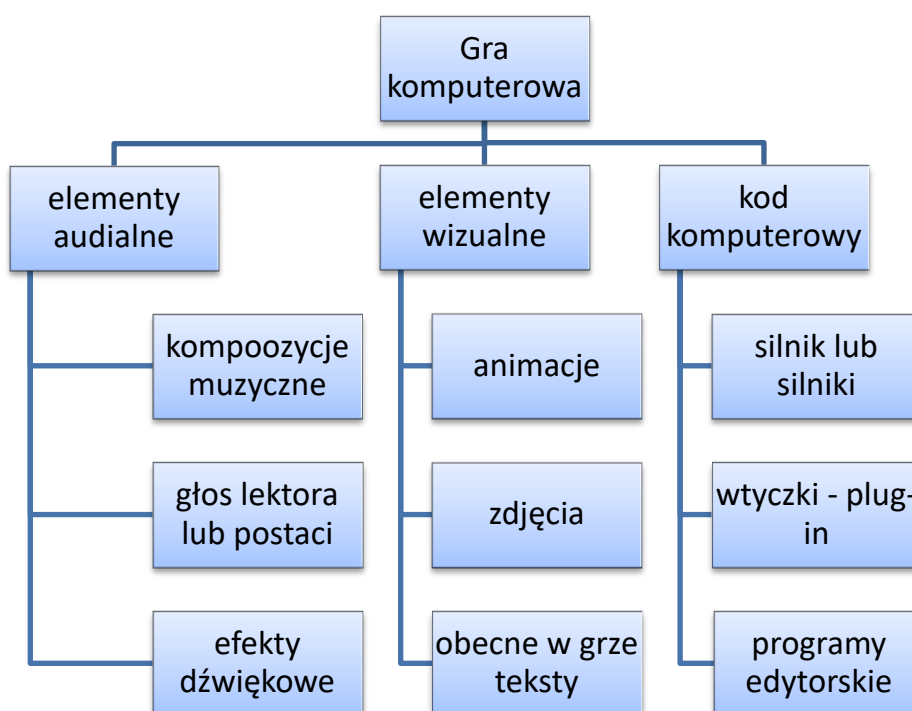 Gra
komputerowa
elementy
audialne
kompoozycje
muzyczne
głos lektora
lub postaci
efekty
dźwiękowe
elementy
wizualne
animacje
zdjęcia
obecne w grze
teksty
kod
komputerowy
silnik lub
silniki
wtyczki - plug-
in
programy
edytorskie